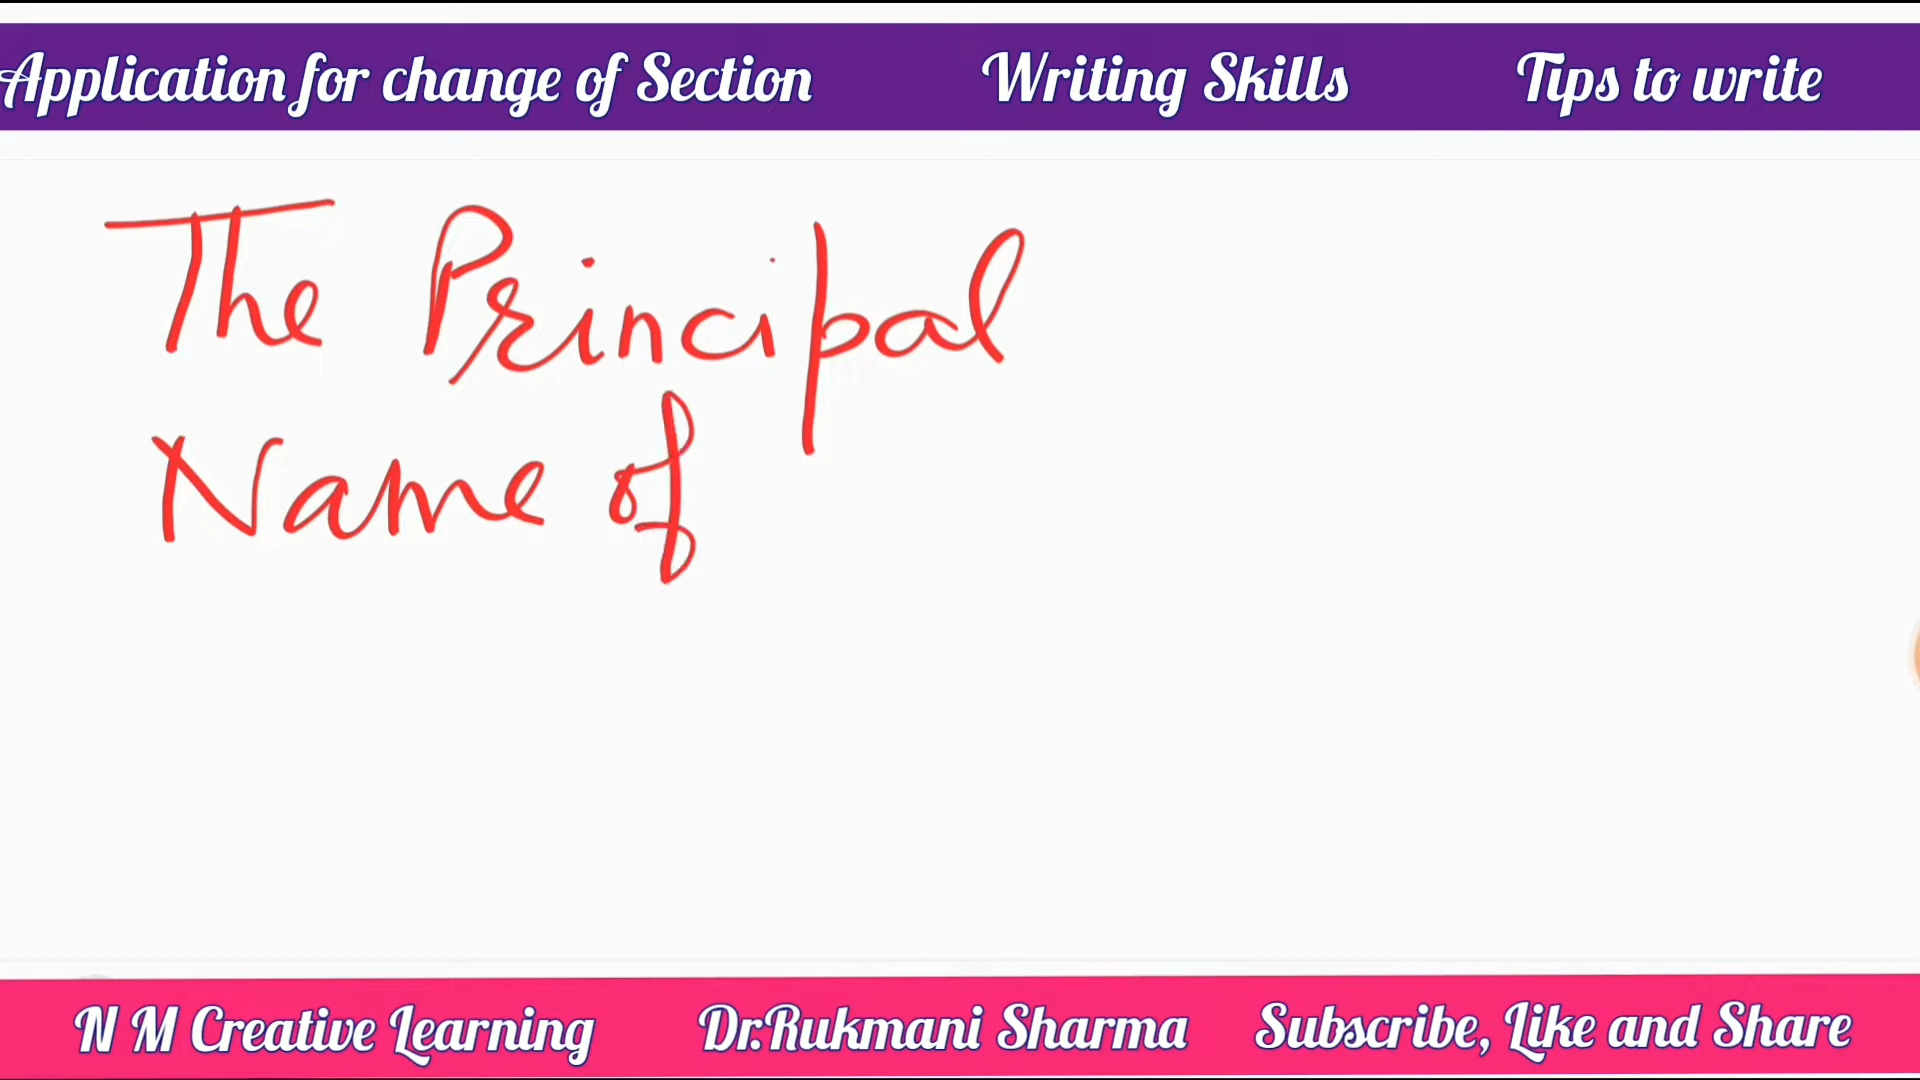 Application for change of Section Writing Skills Tips to write
The Principal
Name of
N M Creative Learning Dr.Rukmani Sharma Subscribe, Like and Share